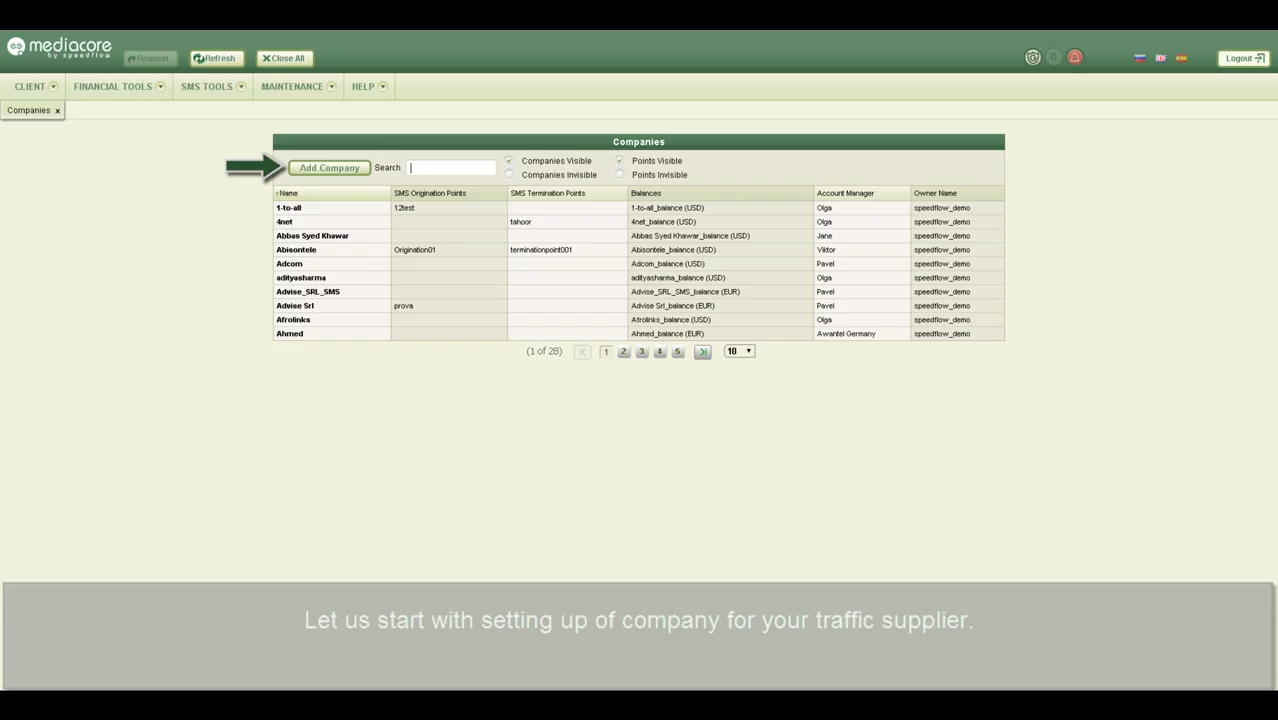 mediacore
by speedflow
Request
Refresh
Close All
Logout
CLIENT
FINANCIAL TOOLS
SMS TOOLS
MAINTENANCE
HELP
Companies x
Companies
Add Company Search
Companies Visible
Points Visible
Companies Invisible
Points Invisible
Name SMS Origination Points SMS Termination Points Balances Account Manager Owner Name
1-to-all 12test 1-to-all_balance (USD) Olga speedflow_demo
4net tahoor 4net_balance (USD) Olga speedflow_demo
Abbas Syed Khawar Abbas Syed Khawar_balance (USD) Jane speedflow_demo
Abisontele Origination01 terminationpoint001 Abisontele_balance (USD) Viktor speedflow_demo
Adcom Adcom_balance (USD) Pavel speedflow_demo
adityasharma adityasharma_balance (USD) Olga speedflow_demo
Advise_SRL_SMS Advise_SRL_SMS_balance (EUR) Pavel speedflow_demo
Advise Srl prova Advise Srl_balance (EUR) Pavel speedflow_demo
Afrolinks Afrolinks_balance (USD) Olga speedflow_demo
Ahmed Ahmed_balance (EUR) Awantel Germany speedflow_demo
(1 of 28) 1 2 3 4 5 10
Let us start with setting up of company for your traffic supplier.